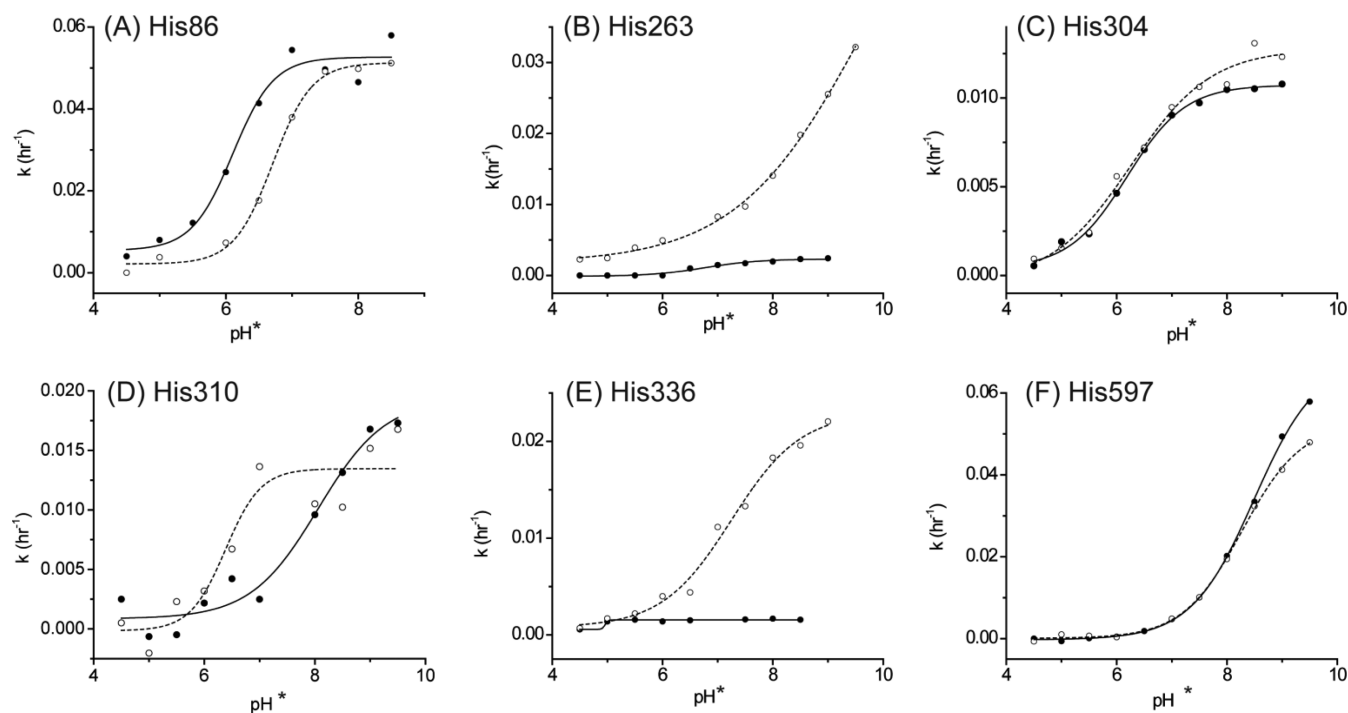 (A) His86
0.06
0.04
0.02
0.00
k (hr⁻¹)
4 6 8 10
pH*
(B) His263
0.03
0.02
0.01
0.00
k (hr⁻¹)
4 6 8 10
pH*
(C) His304
0.010
0.005
0.000
k (hr⁻¹)
4 6 8 10
pH*
(D) His310
0.020
0.015
0.010
0.005
0.000
k (hr⁻¹)
4 6 8 10
pH *
(E) His336
0.02
0.01
0.00
k (hr⁻¹)
4 6 8 10
pH*
(F) His597
0.06
0.04
0.02
0.00
k (hr⁻¹)
4 6 8 10
pH *